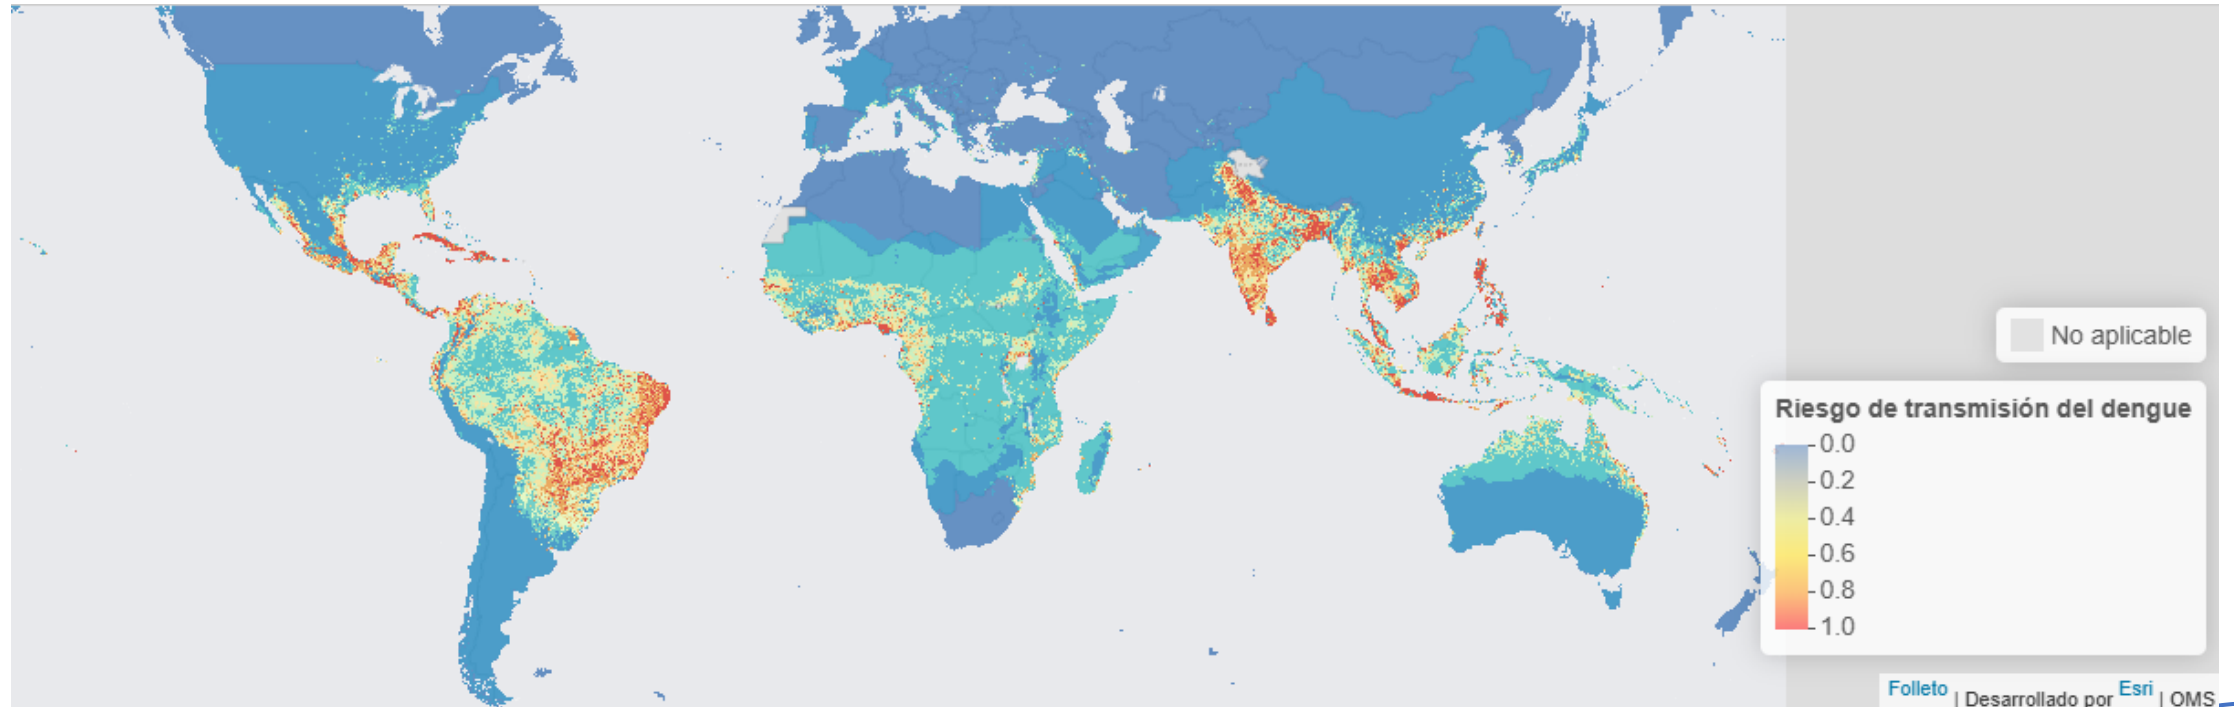 No aplicable
Riesgo de transmisión del dengue
0.0
0.2
0.4
0.6
0.8
1.0
Folleto | Desarrollado por Esri | OMS